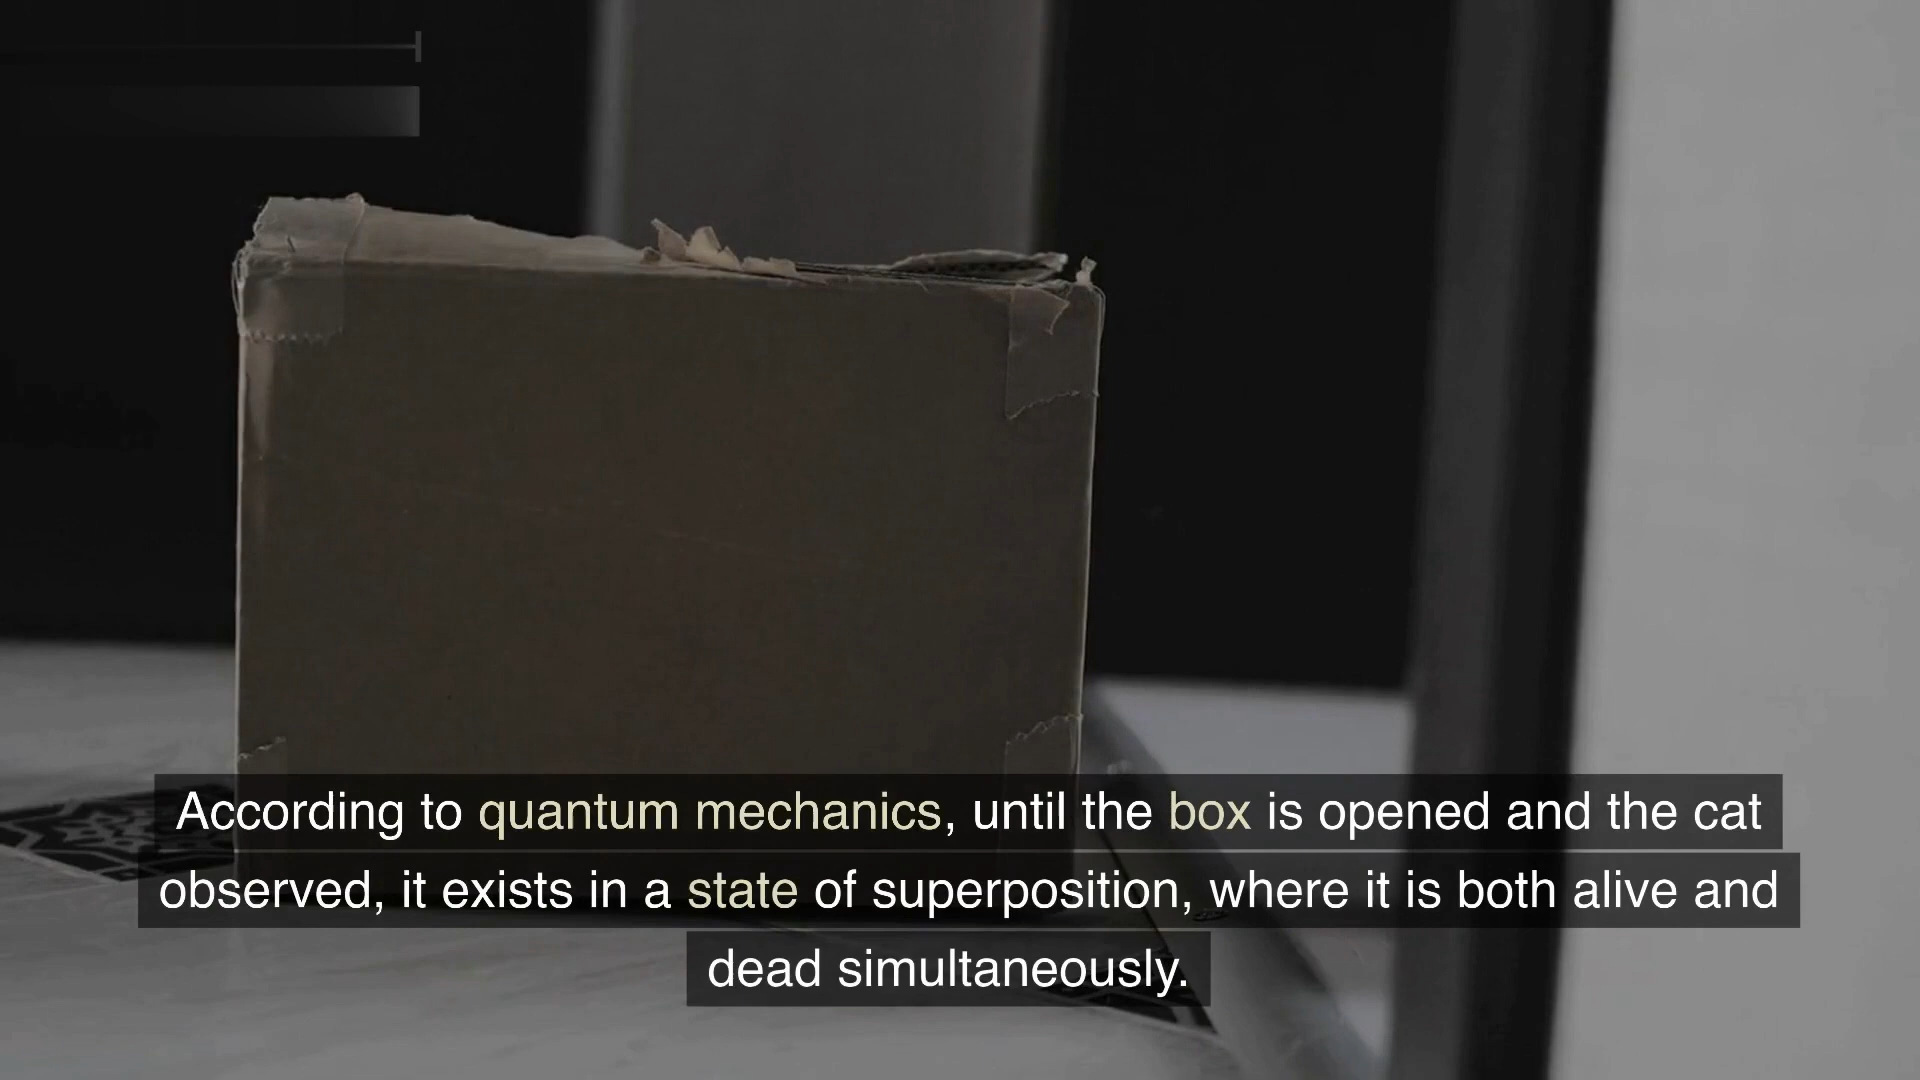 According to quantum mechanics, until the box is opened and the cat
observed, it exists in a state of superposition, where it is both alive and
dead simultaneously.